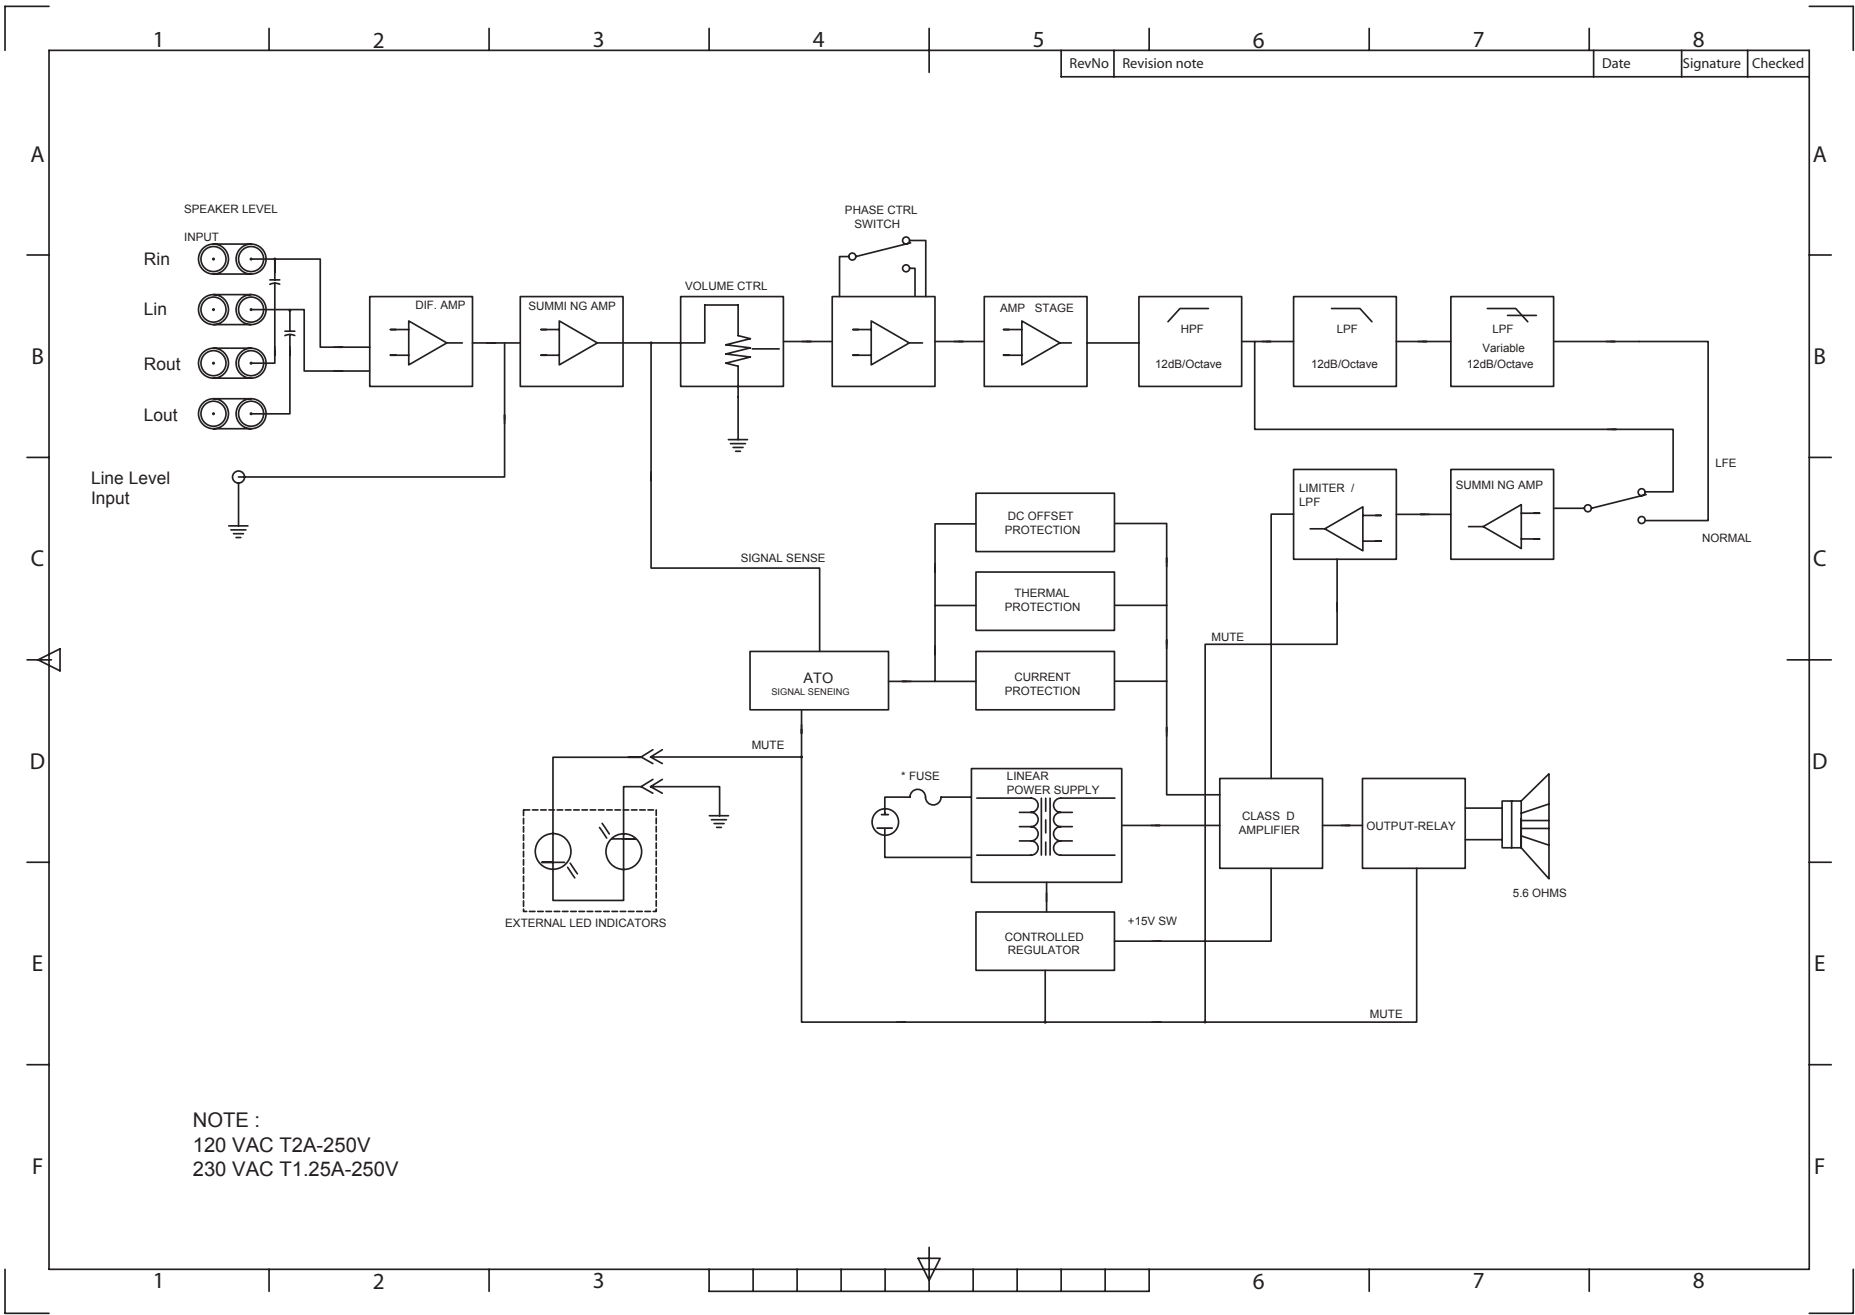 1 2 3 4 5 6 7 8
RevNo Revision note Date Signature Checked
A A
SPEAKER LEVEL
INPUT
PHASE CTRL
SWITCH
Rin
Lin
Rout
Lout
B B
DIF. AMP
SUMMI NG AMP
VOLUME CTRL
AMP STAGE
HPF
12dB/Octave
LPF
12dB/Octave
LPF
Variable
12dB/Octave
Line Level
Input
LFE
NORMAL
SUMMI NG AMP
LIMITER /
LPF
C C
DC OFFSET
PROTECTION
SIGNAL SENSE
THERMAL
PROTECTION
MUTE
ATO
SIGNAL SENEING
CURRENT
PROTECTION
D D
MUTE
* FUSE
LINEAR
POWER SUPPLY
CLASS D
AMPLIFIER
OUTPUT-RELAY
5.6 OHMS
EXTERNAL LED INDICATORS
+15V SW
CONTROLLED
REGULATOR
E E
MUTE
NOTE :
120 VAC T2A-250V
230 VAC T1.25A-250V
F F
1 2 3 6 7 8